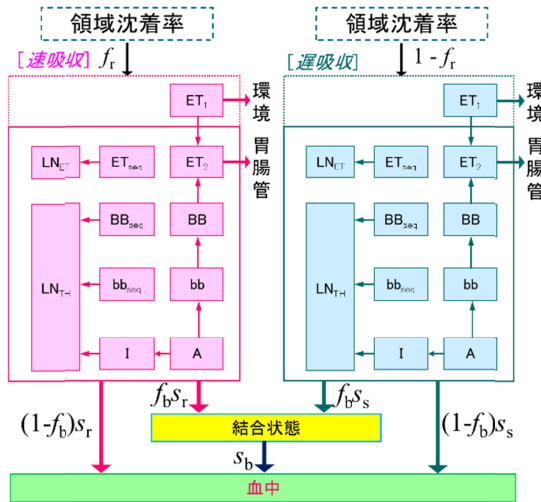 領域沈着率
領域沈着率
[速吸収]
fr
[遅吸収]
1 - fr
ET1
環境
ET1
環境
LNET
ETseq
ET2
胃腸管
LNET
ETseq
ET2
胃腸管
BBseq
BB
BBseq
BB
LNTH
bbseq
bb
LNTH
bbseq
bb
I
A
I
A
(1-fb)sr
fbsr
fbss
(1-fb)ss
結合状態
sb
血中